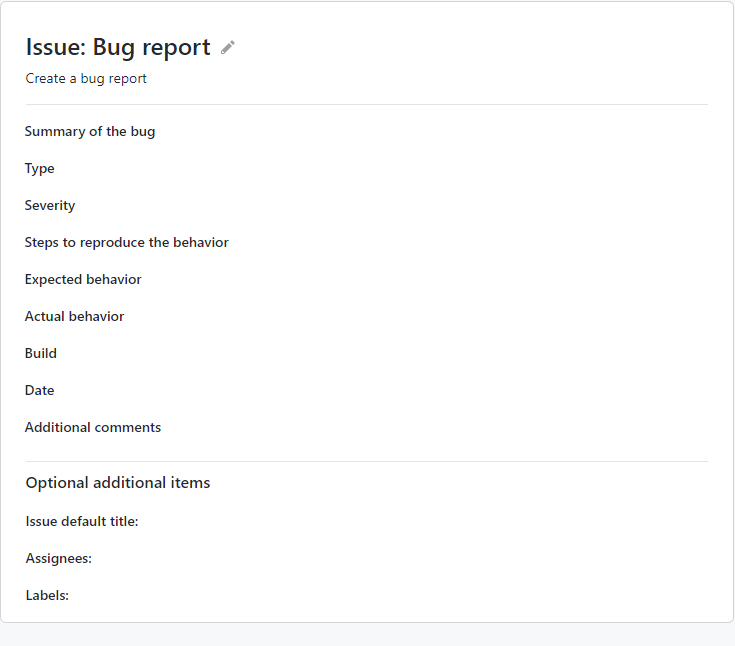 Issue: Bug report
Create a bug report
Summary of the bug
Type
Severity
Steps to reproduce the behavior
Expected behavior
Actual behavior
Build
Date
Additional comments
Optional additional items
Issue default title:
Assignees:
Labels: